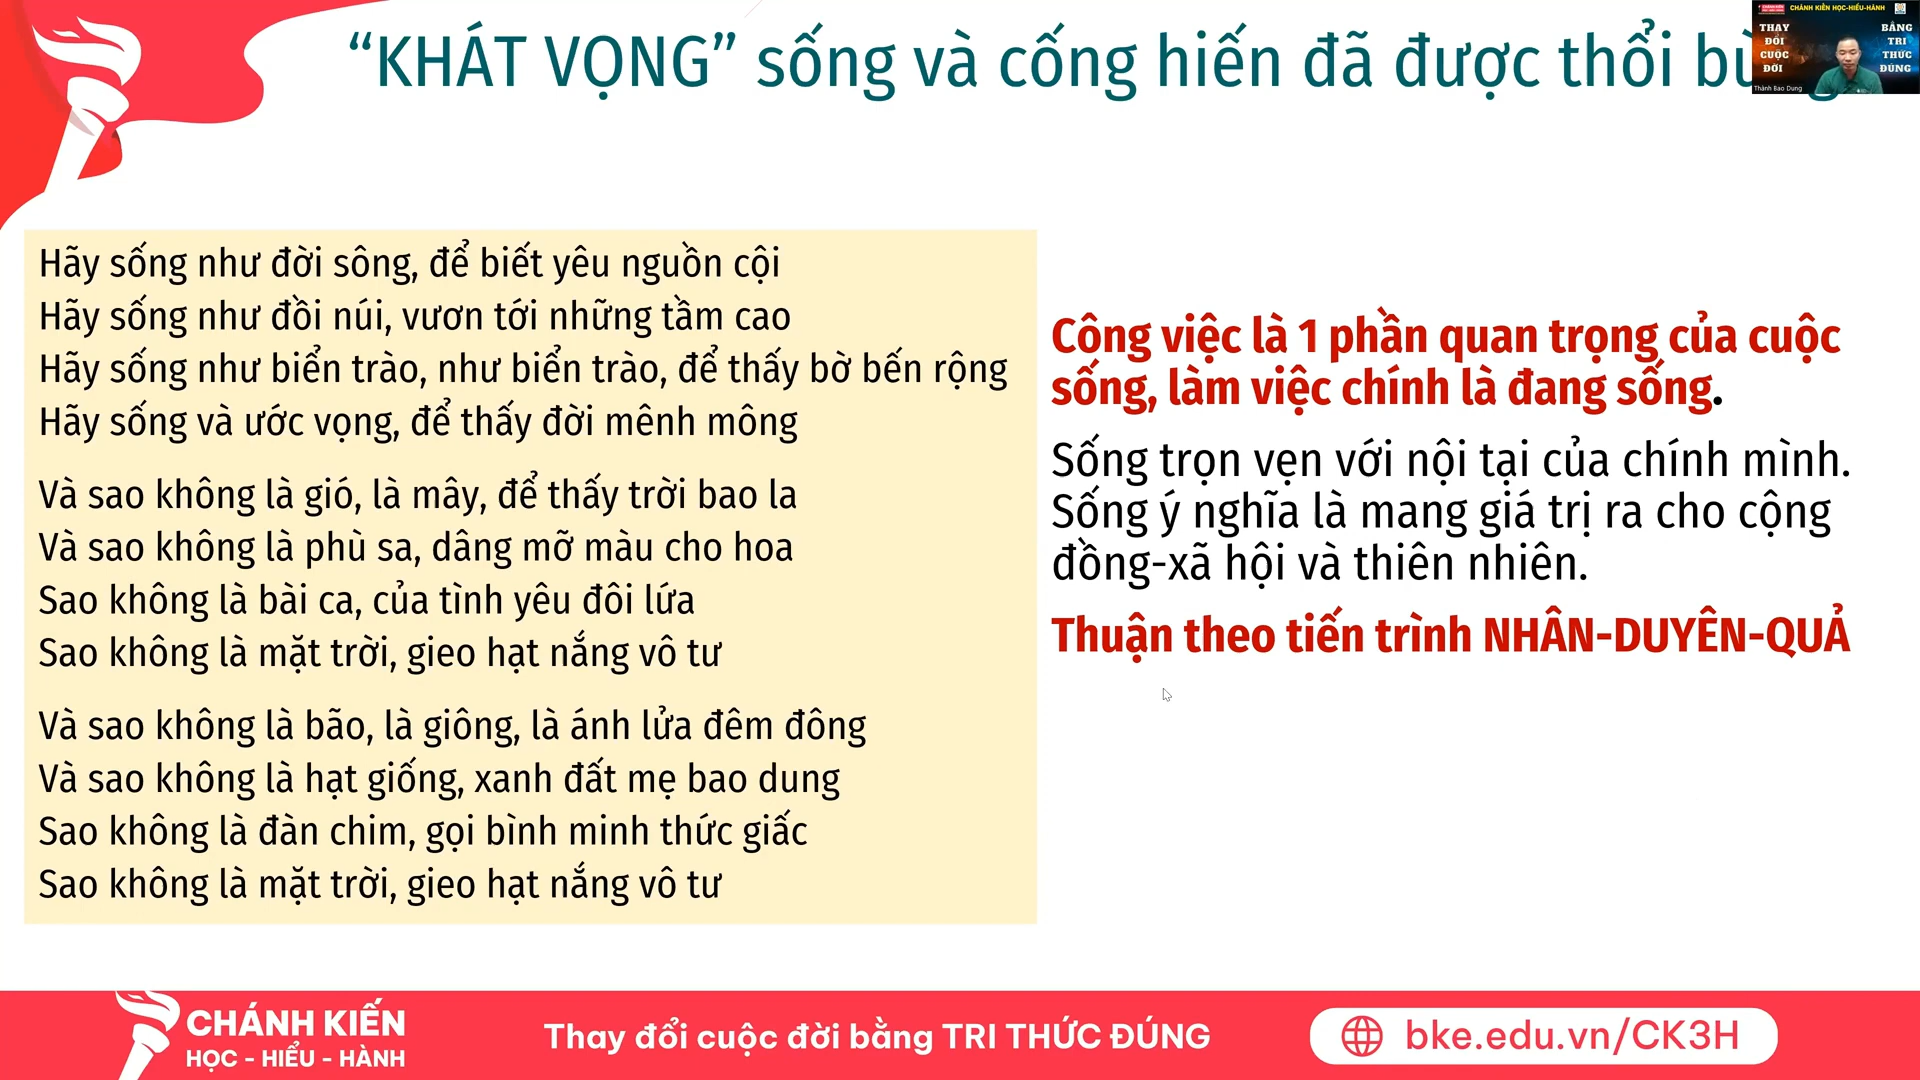 “KHÁT VỌNG” sống và cống hiến đã được thổi
CHÁNH KIẾN HỌC-HIỂU-HÀNH
THAY
ĐỔI
CUỘC
ĐỜI
BẰNG
TRI
THỨC
ĐÚNG
Thành Bao Dung
Hãy sống như đời sông, để biết yêu nguồn cội
Hãy sống như đồi núi, vươn tới những tầm cao
Hãy sống như biển trào, như biển trào, để thấy bờ bến rộng
Hãy sống và ước vọng, để thấy đời mênh mông
Và sao không là gió, là mây, để thấy trời bao la
Và sao không là phù sa, dâng mỡ màu cho hoa
Sao không là bài ca, của tình yêu đôi lứa
Sao không là mặt trời, gieo hạt nắng vô tư
Và sao không là bão, là giông, là ánh lửa đêm đông
Và sao không là hạt giống, xanh đất mẹ bao dung
Sao không là đàn chim, gọi bình minh thức giấc
Sao không là mặt trời, gieo hạt nắng vô tư
Công việc là 1 phần quan trọng của cuộc
sống, làm việc chính là đang sống.
Sống trọn vẹn với nội tại của chính mình.
Sống ý nghĩa là mang giá trị ra cho cộng
đồng-xã hội và thiên nhiên.
Thuận theo tiến trình NHÂN-DUYÊN-QUẢ
CHÁNH KIẾN
HỌC - HIỂU - HÀNH
Thay đổi cuộc đời bằng TRI THỨC ĐÚNG
bke.edu.vn/CK3H